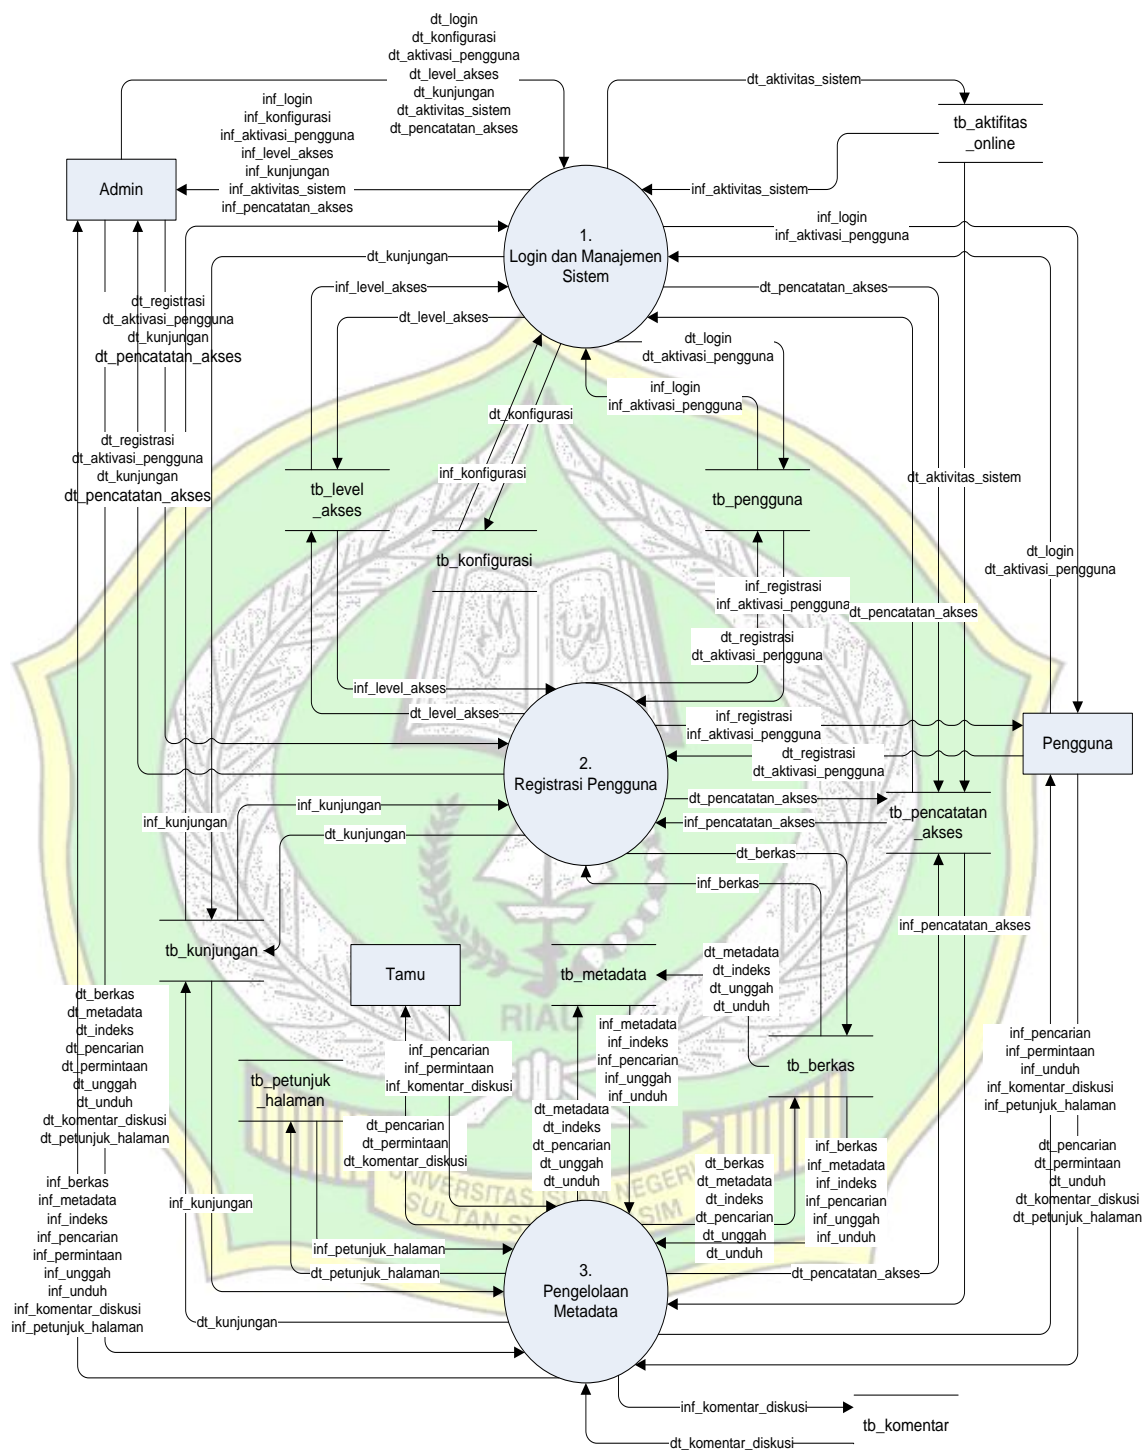 dt_login
dt_konfigurasi
dt_aktivasi_pengguna
dt_level_akses
dt_kunjungan
dt_aktivitas_sistem
dt_pencatatan_akses
inf_login
inf_konfigurasi
inf_aktivasi_pengguna
inf_level_akses
inf_kunjungan
inf_aktivitas_sistem
inf_pencatatan_akses
dt_aktivitas_sistem
tb_aktifitas
_online
inf_aktivitas_sistem
Admin
1.
Login dan Manajemen
Sistem
inf_login
inf_aktivasi_pengguna
dt_kunjungan
inf_level_akses
dt_level_akses
dt_pencatatan_akses
dt_login
dt_aktivasi_pengguna
inf_login
inf_aktivasi_pengguna
dt_registrasi
dt_aktivasi_pengguna
dt_kunjungan
dt_pencatatan_akses
dt_registrasi
dt_aktivasi_pengguna
dt_kunjungan
dt_pencatatan_akses
dt_konfigurasi
inf_konfigurasi
tb_level
_akses
tb_konfigurasi
tb_pengguna
dt_aktivitas_sistem
dt_login
dt_aktivasi_pengguna
inf_registrasi
inf_aktivasi_pengguna
dt_pencatatan_akses
dt_registrasi
dt_aktivasi_pengguna
inf_level_akses
dt_level_akses
inf_registrasi
inf_aktivasi_pengguna
dt_registrasi
dt_aktivasi_pengguna
Pengguna
2.
Registrasi Pengguna
inf_kunjungan
inf_kunjungan
dt_kunjungan
dt_pencatatan_akses
inf_pencatatan_akses
tb_pencatatan
_akses
dt_berkas
inf_berkas
inf_pencatatan_akses
tb_kunjungan
Tamu
tb_metadata
dt_metadata
dt_indeks
dt_unggah
dt_unduh
RIAU
tb_berkas
dt_berkas
dt_metadata
dt_indeks
dt_pencarian
dt_permintaan
dt_unggah
dt_unduh
dt_komentar_diskusi
dt_petunjuk_halaman
inf_pencarian
inf_permintaan
inf_komentar_diskusi
inf_metadata
inf_indeks
inf_pencarian
inf_unggah
inf_unduh
inf_pencarian
inf_permintaan
inf_unduh
inf_komentar_diskusi
inf_petunjuk_halaman
tb_petunjuk
_halaman
dt_pencarian
dt_permintaan
dt_komentar_diskusi
dt_metadata
dt_indeks
dt_pencarian
dt_unggah
dt_unduh
dt_berkas
dt_metadata
dt_indeks
dt_pencarian
dt_unggah
dt_unduh
inf_berkas
inf_metadata
inf_indeks
inf_pencarian
inf_unggah
inf_unduh
dt_pencarian
dt_permintaan
dt_unduh
dt_komentar_diskusi
dt_petunjuk_halaman
inf_berkas
inf_metadata
inf_indeks
inf_pencarian
inf_permintaan
inf_unggah
inf_unduh
inf_komentar_diskusi
inf_petunjuk_halaman
inf_kunjungan
UNIVERSITAS ISLAM NEGERI
SULTAN
SIM
inf_petunjuk_halaman
dt_petunjuk_halaman
3.
Pengelolaan
Metadata
dt_pencatatan_akses
dt_kunjungan
inf_komentar_diskusi
tb_komentar
dt_komentar_diskusi